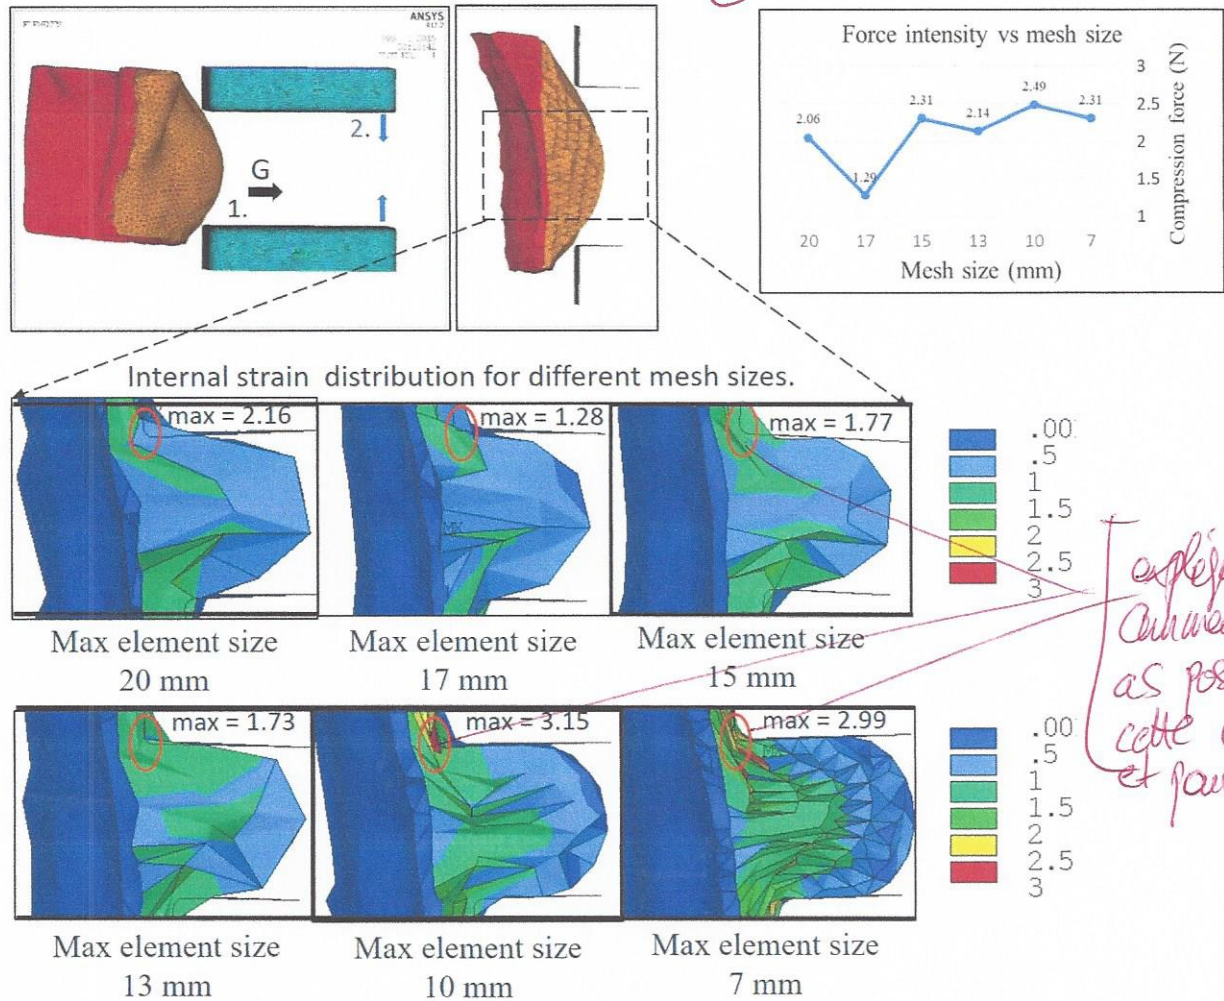 ANSYS
2.
G
1.
Force intensity vs mesh size
3
2.5
2
1.5
1
Compression force (N)
2.06
1.29
2.31
2.14
2.49
2.31
20 17 15 13 10 7
Mesh size (mm)
Internal strain distribution for different mesh sizes.
max = 2.16
max = 1.28
max = 1.77
MX
.00
.5
1
1.5
2
2.5
3
Max element size
20 mm
Max element size
17 mm
Max element size
15 mm
as pos
cette
et pour
max = 1.73
max = 3.15
max = 2.99
.00
.5
1
1.5
2
2.5
3
Max element size
13 mm
Max element size
10 mm
Max element size
7 mm